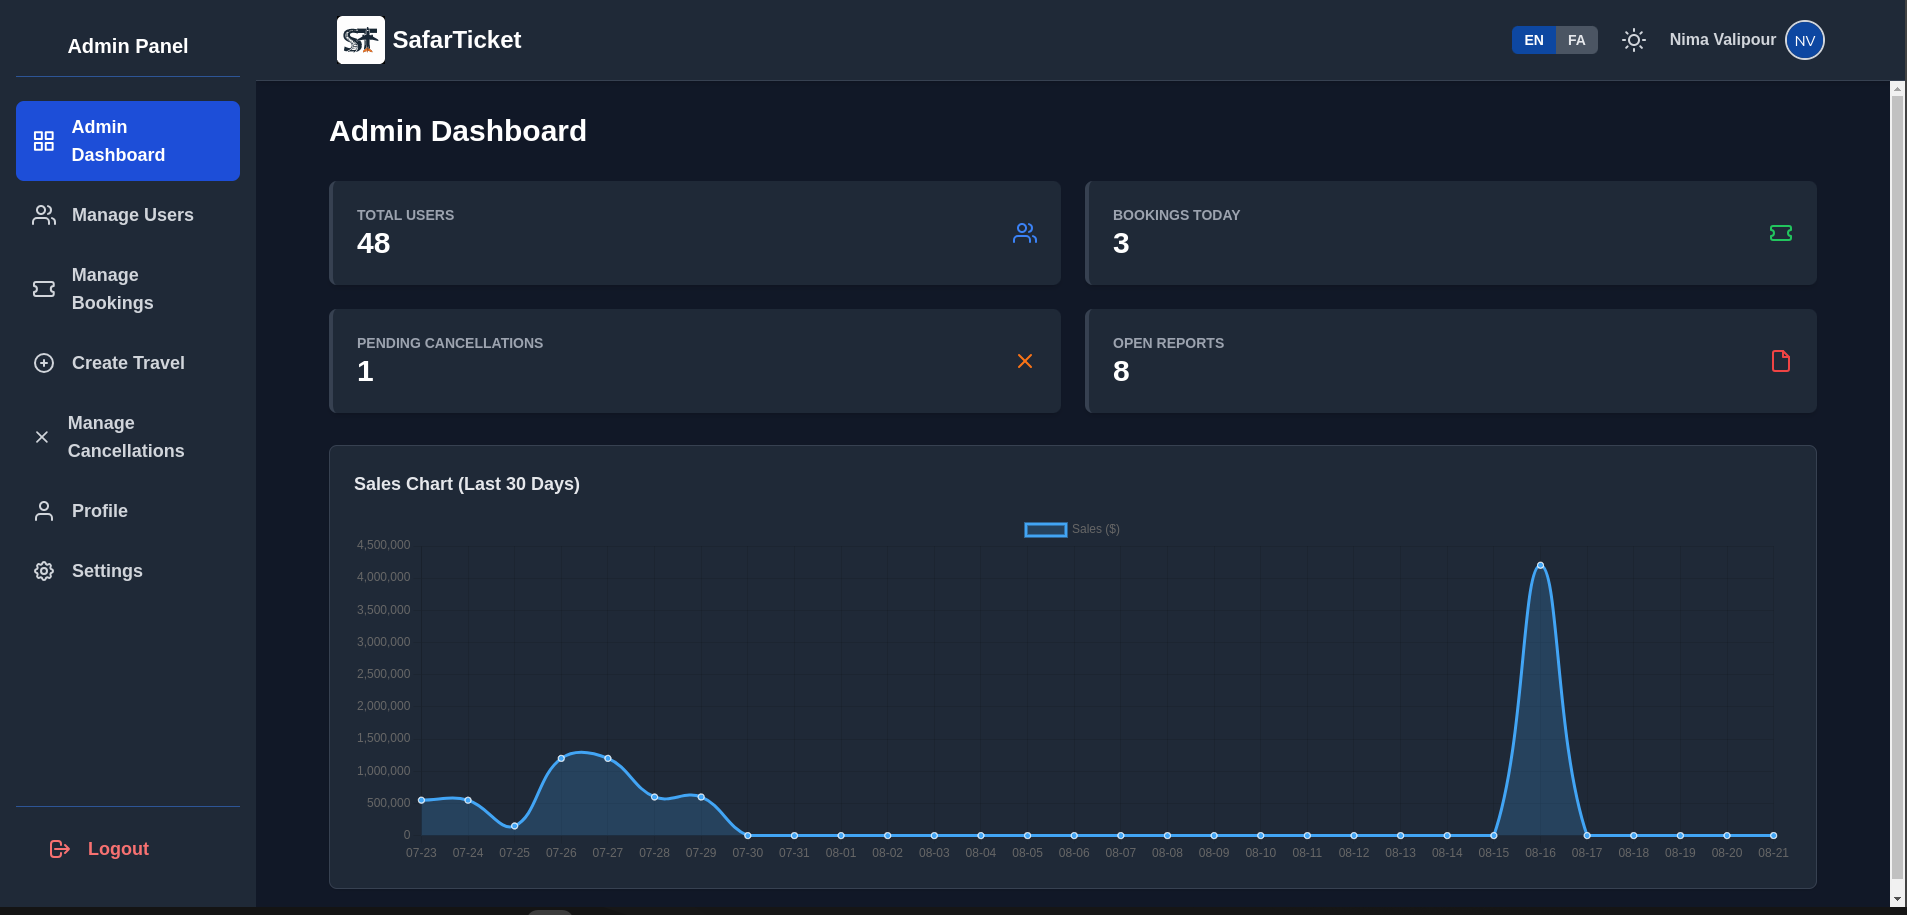 Admin Panel
Admin
Dashboard
Manage Users
Manage
Bookings
Create Travel
Manage
Cancellations
Profile
Settings
Logout
SF
SafarTicket
EN FA
Nima Valipour NV
Admin Dashboard
TOTAL USERS
48
BOOKINGS TODAY
3
PENDING CANCELLATIONS
1
OPEN REPORTS
8
Sales Chart (Last 30 Days)
Sales ($)
4,500,000
4,000,000
3,500,000
3,000,000
2,500,000
2,000,000
1,500,000
1,000,000
500,000
0
07-23 07-24 07-25 07-26 07-27 07-28 07-29 07-30 07-31 08-01 08-02 08-03 08-04 08-05 08-06 08-07 08-08 08-09 08-10 08-11 08-12 08-13 08-14 08-15 08-16 08-17 08-18 08-19 08-20 08-21